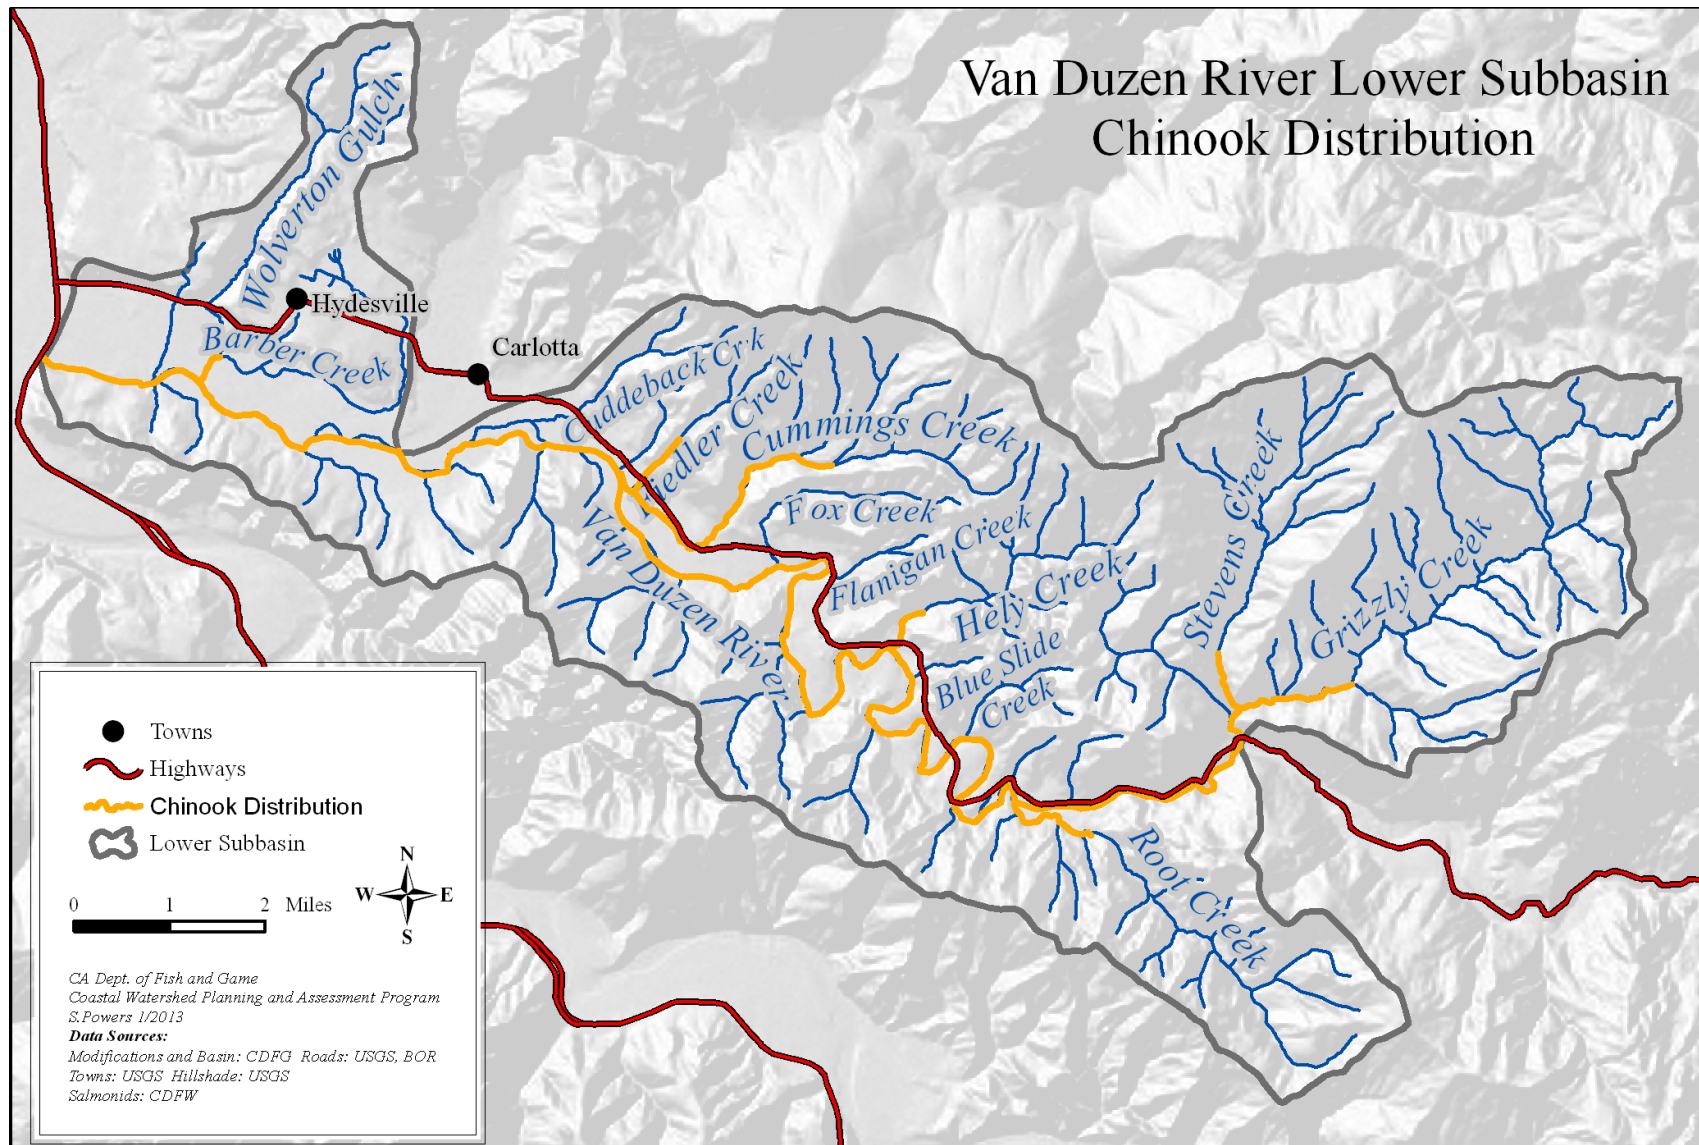 Van Duzen River Lower Subbasin
Chinook Distribution
Wolverton Gulch
Hydesville
Barber Creek
Carlotta
Cuddeback Cr'k
Fiedler Creek
Cummings Creek
Fox Creek
Flanigan Creek
Van Duzen River
Hely Creek
Blue Slide
Creek
Stevens Creek
Grizzly Creek
Root Creek
Towns
Highways
Chinook Distribution
Lower Subbasin
N
W E
S
0 1 2 Miles
CA Dept. of Fish and Game
Coastal Watershed Planning and Assessment Program
S.Powers 1/2013
Data Sources:
Modifications and Basin: CDFG Roads: USGS, BOR
Towns: USGS Hillshade: USGS
Salmonids: CDFW